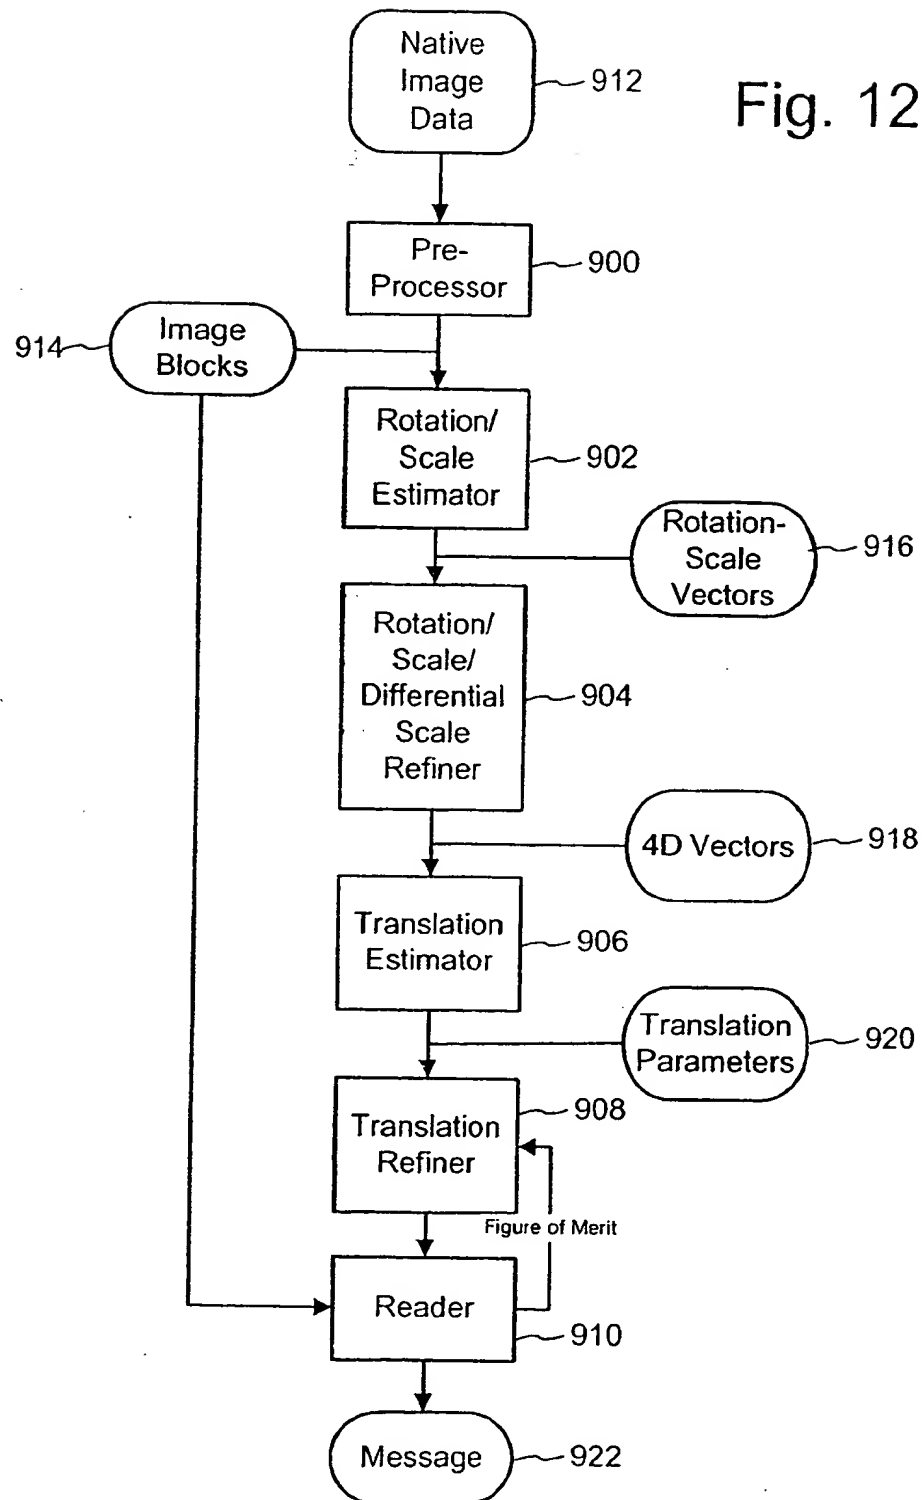 Native
Image
Data
912
Fig. 12
Pre-
Processor
900
Image
Blocks
914
Rotation/
Scale
Estimator
902
Rotation-
Scale
Vectors
916
Rotation/
Scale/
Differential
Scale
Refiner
904
4D Vectors
918
Translation
Estimator
906
Translation
Parameters
920
908
Translation
Refiner
Figure of Merit
Reader
910
Message
922